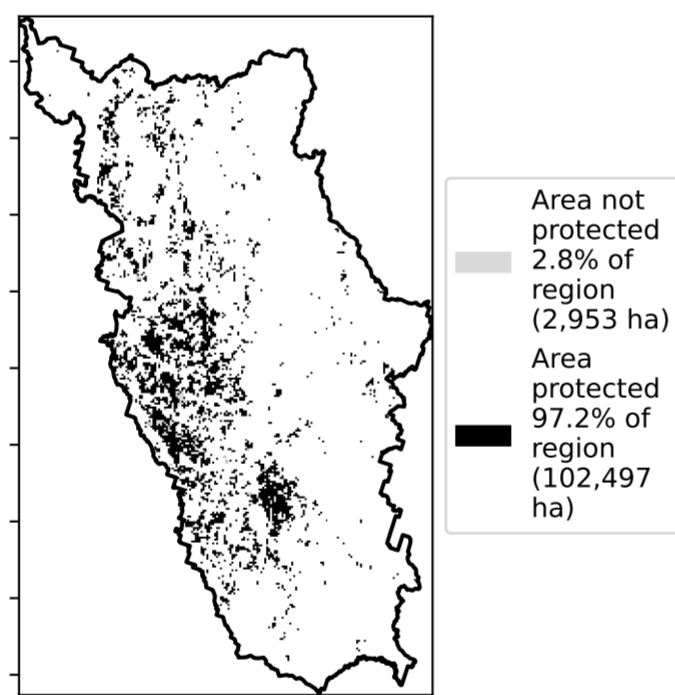 Area not
protected
2.8% of
region
(2,953 ha)
Area
protected
97.2% of
region
(102,497
ha)